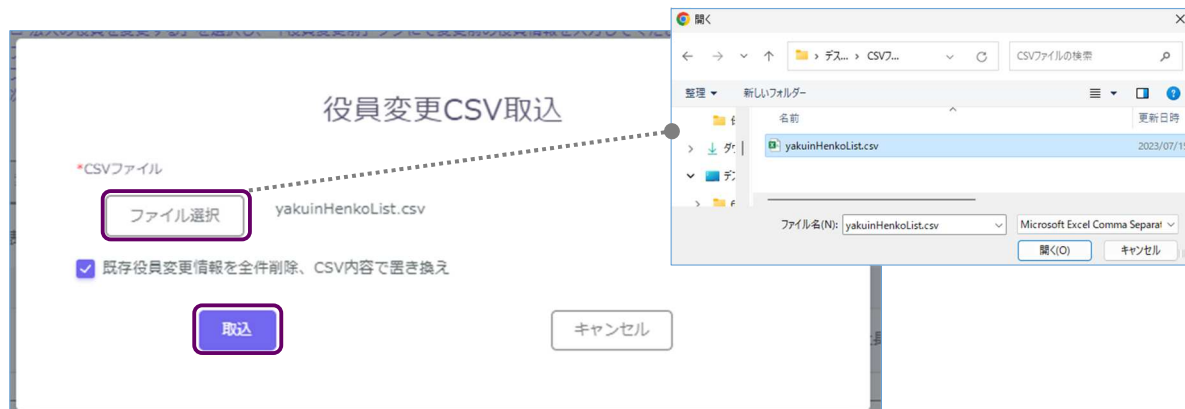 役員変更CSV取込
*CSVファイル
ファイル選択
yakuinHenkoList.csv
既存役員変更情報を全件削除、CSV内容で置き換え
取込
キャンセル
開く
デス... › CSVフ...
CSVファイルの検索
整理
新しいフォルダー
名前
更新日時
yakuinHenkoList.csv
2023/07/15
ファイル名(N):
yakuinHenkoList.csv
Microsoft Excel Comma Separat
開く(O)
キャンセル